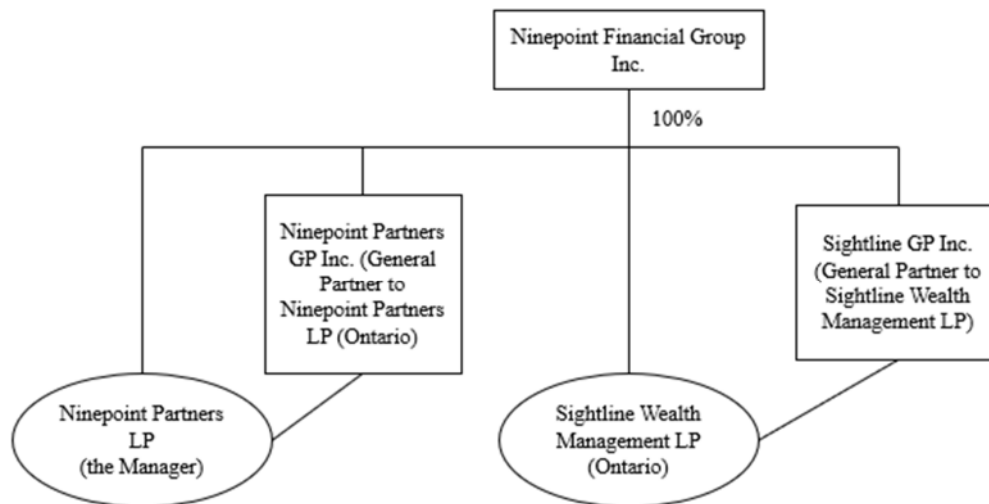 Ninepoint Financial Group
Inc.
100%
Ninepoint Partners
GP Inc. (General
Partner to
Ninepoint Partners
LP (Ontario)
Sightline GP Inc.
(General Partner to
Sightline Wealth
Management LP)
Ninepoint Partners
LP
(the Manager)
Sightline Wealth
Management LP
(Ontario)